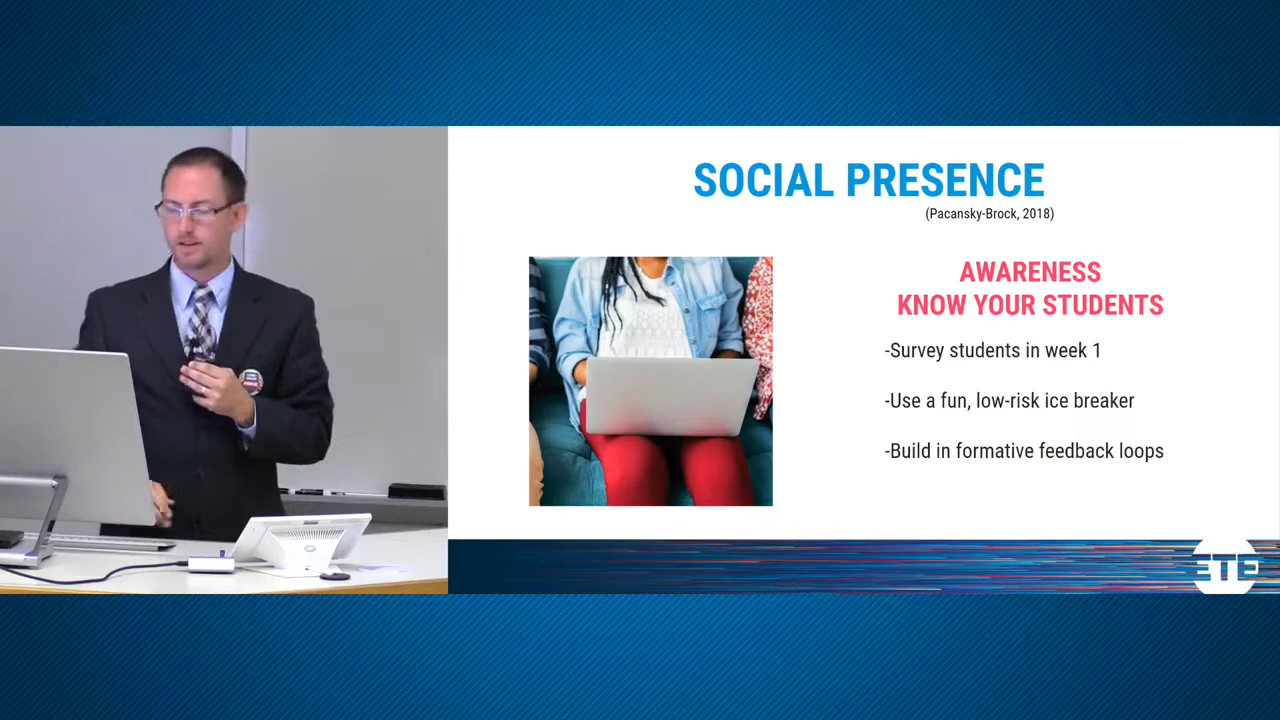 SOCIAL PRESENCE
(Pacansky-Brock, 2018)
AWARENESS
KNOW YOUR STUDENTS
-Survey students in week 1
-Use a fun, low-risk ice breaker
-Build in formative feedback loops
ETE